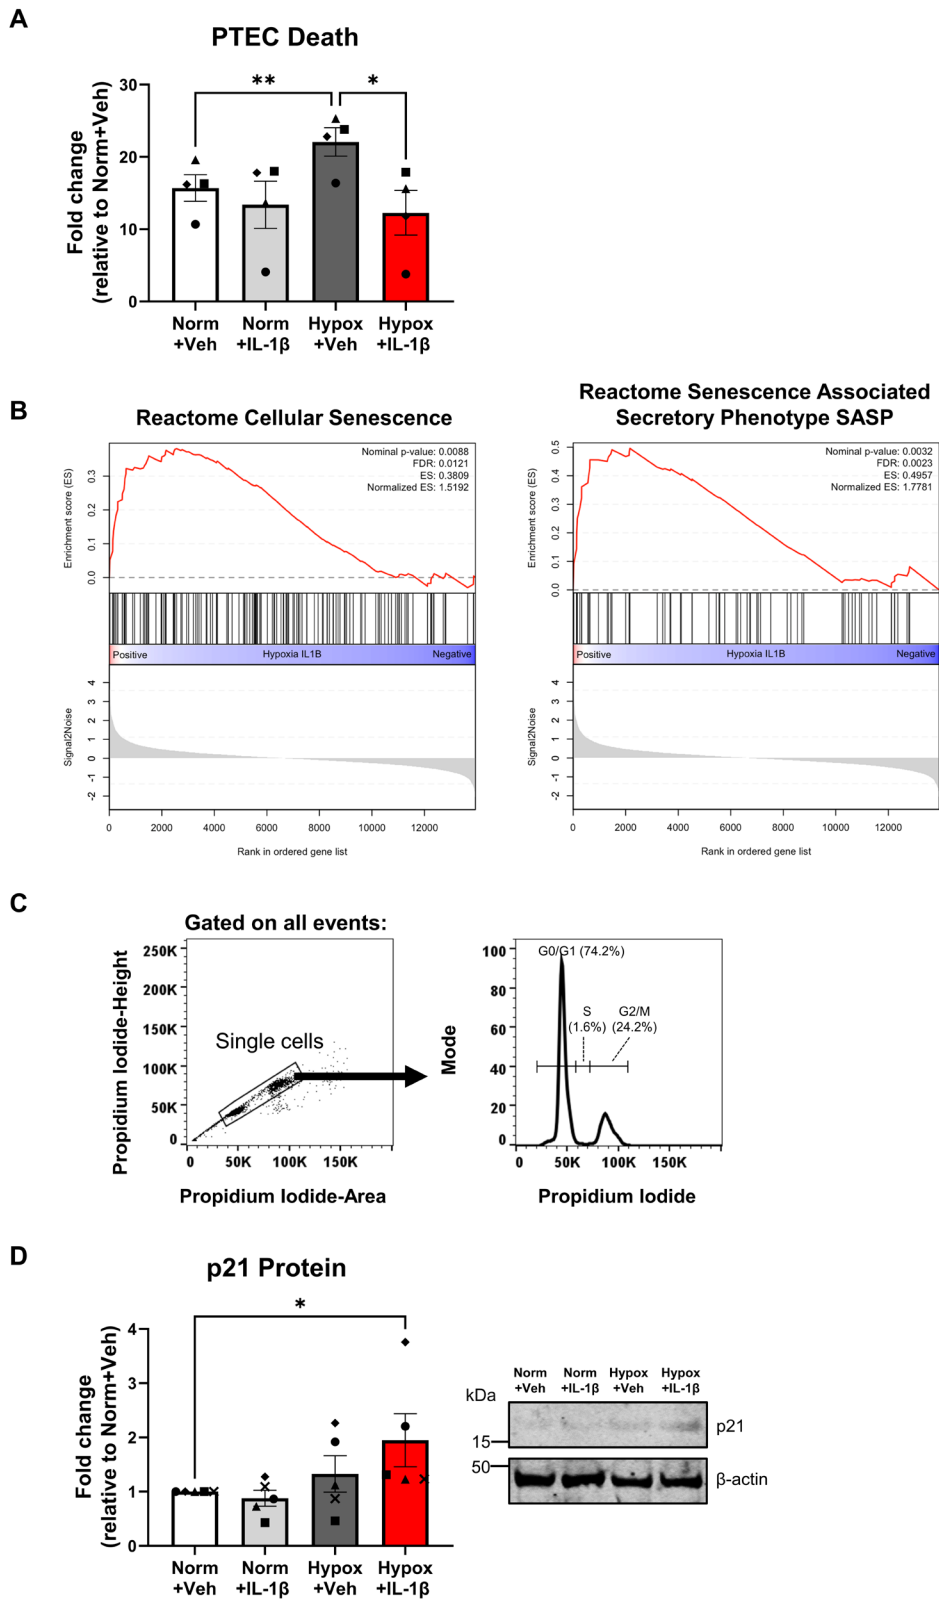 A
PTEC Death
Fold change
(relative to Norm+Veh)
30
20
10
0
**
*
Norm
+Veh
Norm
+IL-1β
Hypox
+Veh
Hypox
+IL-1β
B
Reactome Cellular Senescence
Enrichment score (ES)
0.3
0.2
0.1
0.0
Nominal p-value: 0.0088
FDR: 0.0121
ES: 0.3809
Normalized ES: 1.5192
Positive
Hypoxia IL1B
Negative
Signal2Noise
4
3
2
1
0
-1
-2
0
2000
4000
6000
8000
10000
12000
Rank in ordered gene list
Reactome Senescence Associated
Secretory Phenotype SASP
Enrichment score (ES)
0.5
0.4
0.3
0.2
0.1
0.0
Nominal p-value: 0.0032
FDR: 0.0023
ES: 0.4957
Normalized ES: 1.7781
Positive
Hypoxia IL1B
Negative
Signal2Noise
4
3
2
1
0
-1
-2
0
2000
4000
6000
8000
10000
12000
Rank in ordered gene list
C
Gated on all events:
Propidium Iodide-Height
250K
200K
150K
100K
50K
0
Single cells
0
50K
100K
150K
Propidium Iodide-Area
Mode
100
80
60
40
20
0
G0/G1 (74.2%)
S
(1.6%)
G2/M
(24.2%)
0
50K
100K
150K
Propidium Iodide
D
p21 Protein
Fold change
(relative to Norm+Veh)
4
3
2
1
0
*
Norm
+Veh
Norm
+IL-1β
Hypox
+Veh
Hypox
+IL-1β
kDa
Norm
+Veh
Norm
+IL-1β
Hypox
+Veh
Hypox
+IL-1β
15
p21
50
β-actin